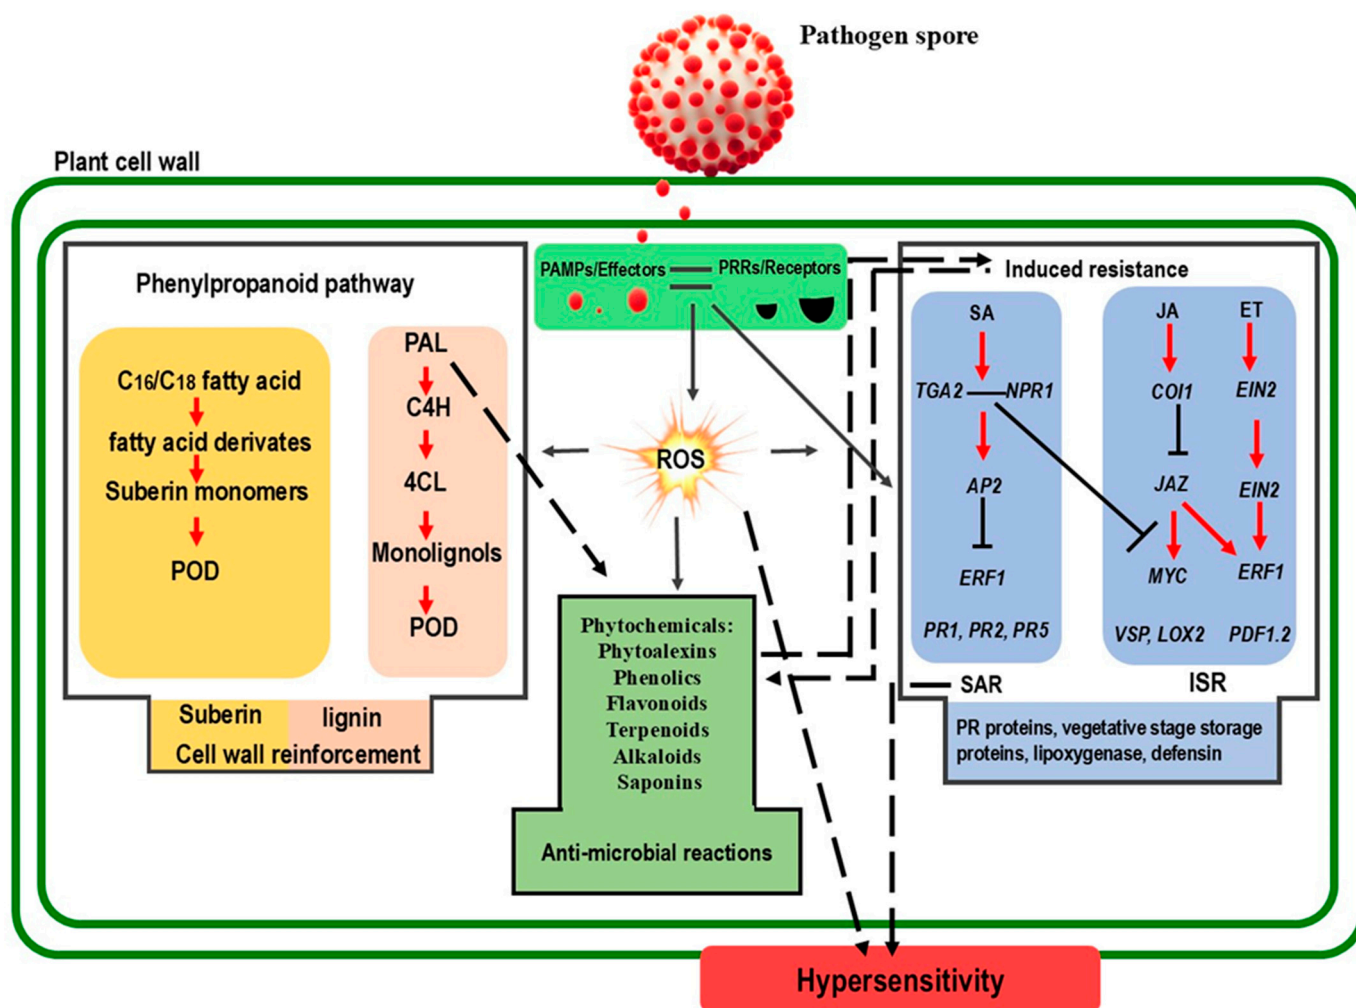 Pathogen spore
Plant cell wall
PAMPs/Effectors
PRRs/Receptors
Phenylpropanoid pathway
C16/C18 fatty acid
fatty acid derivates
Suberin monomers
POD
PAL
C4H
4CL
Monolignols
POD
Suberin
lignin
Cell wall reinforcement
ROS
Phytochemicals:
Phytoalexins
Phenolics
Flavonoids
Terpenoids
Alkaloids
Saponins
Anti-microbial reactions
Induced resistance
SA
TGA2
NPR1
AP2
ERF1
PR1, PR2, PR5
JA
COI1
JAZ
MYC
VSP, LOX2
ET
EIN2
EIN2
ERF1
PDF1.2
SAR
ISR
PR proteins, vegetative stage storage
proteins, lipoxygenase, defensin
Hypersensitivity